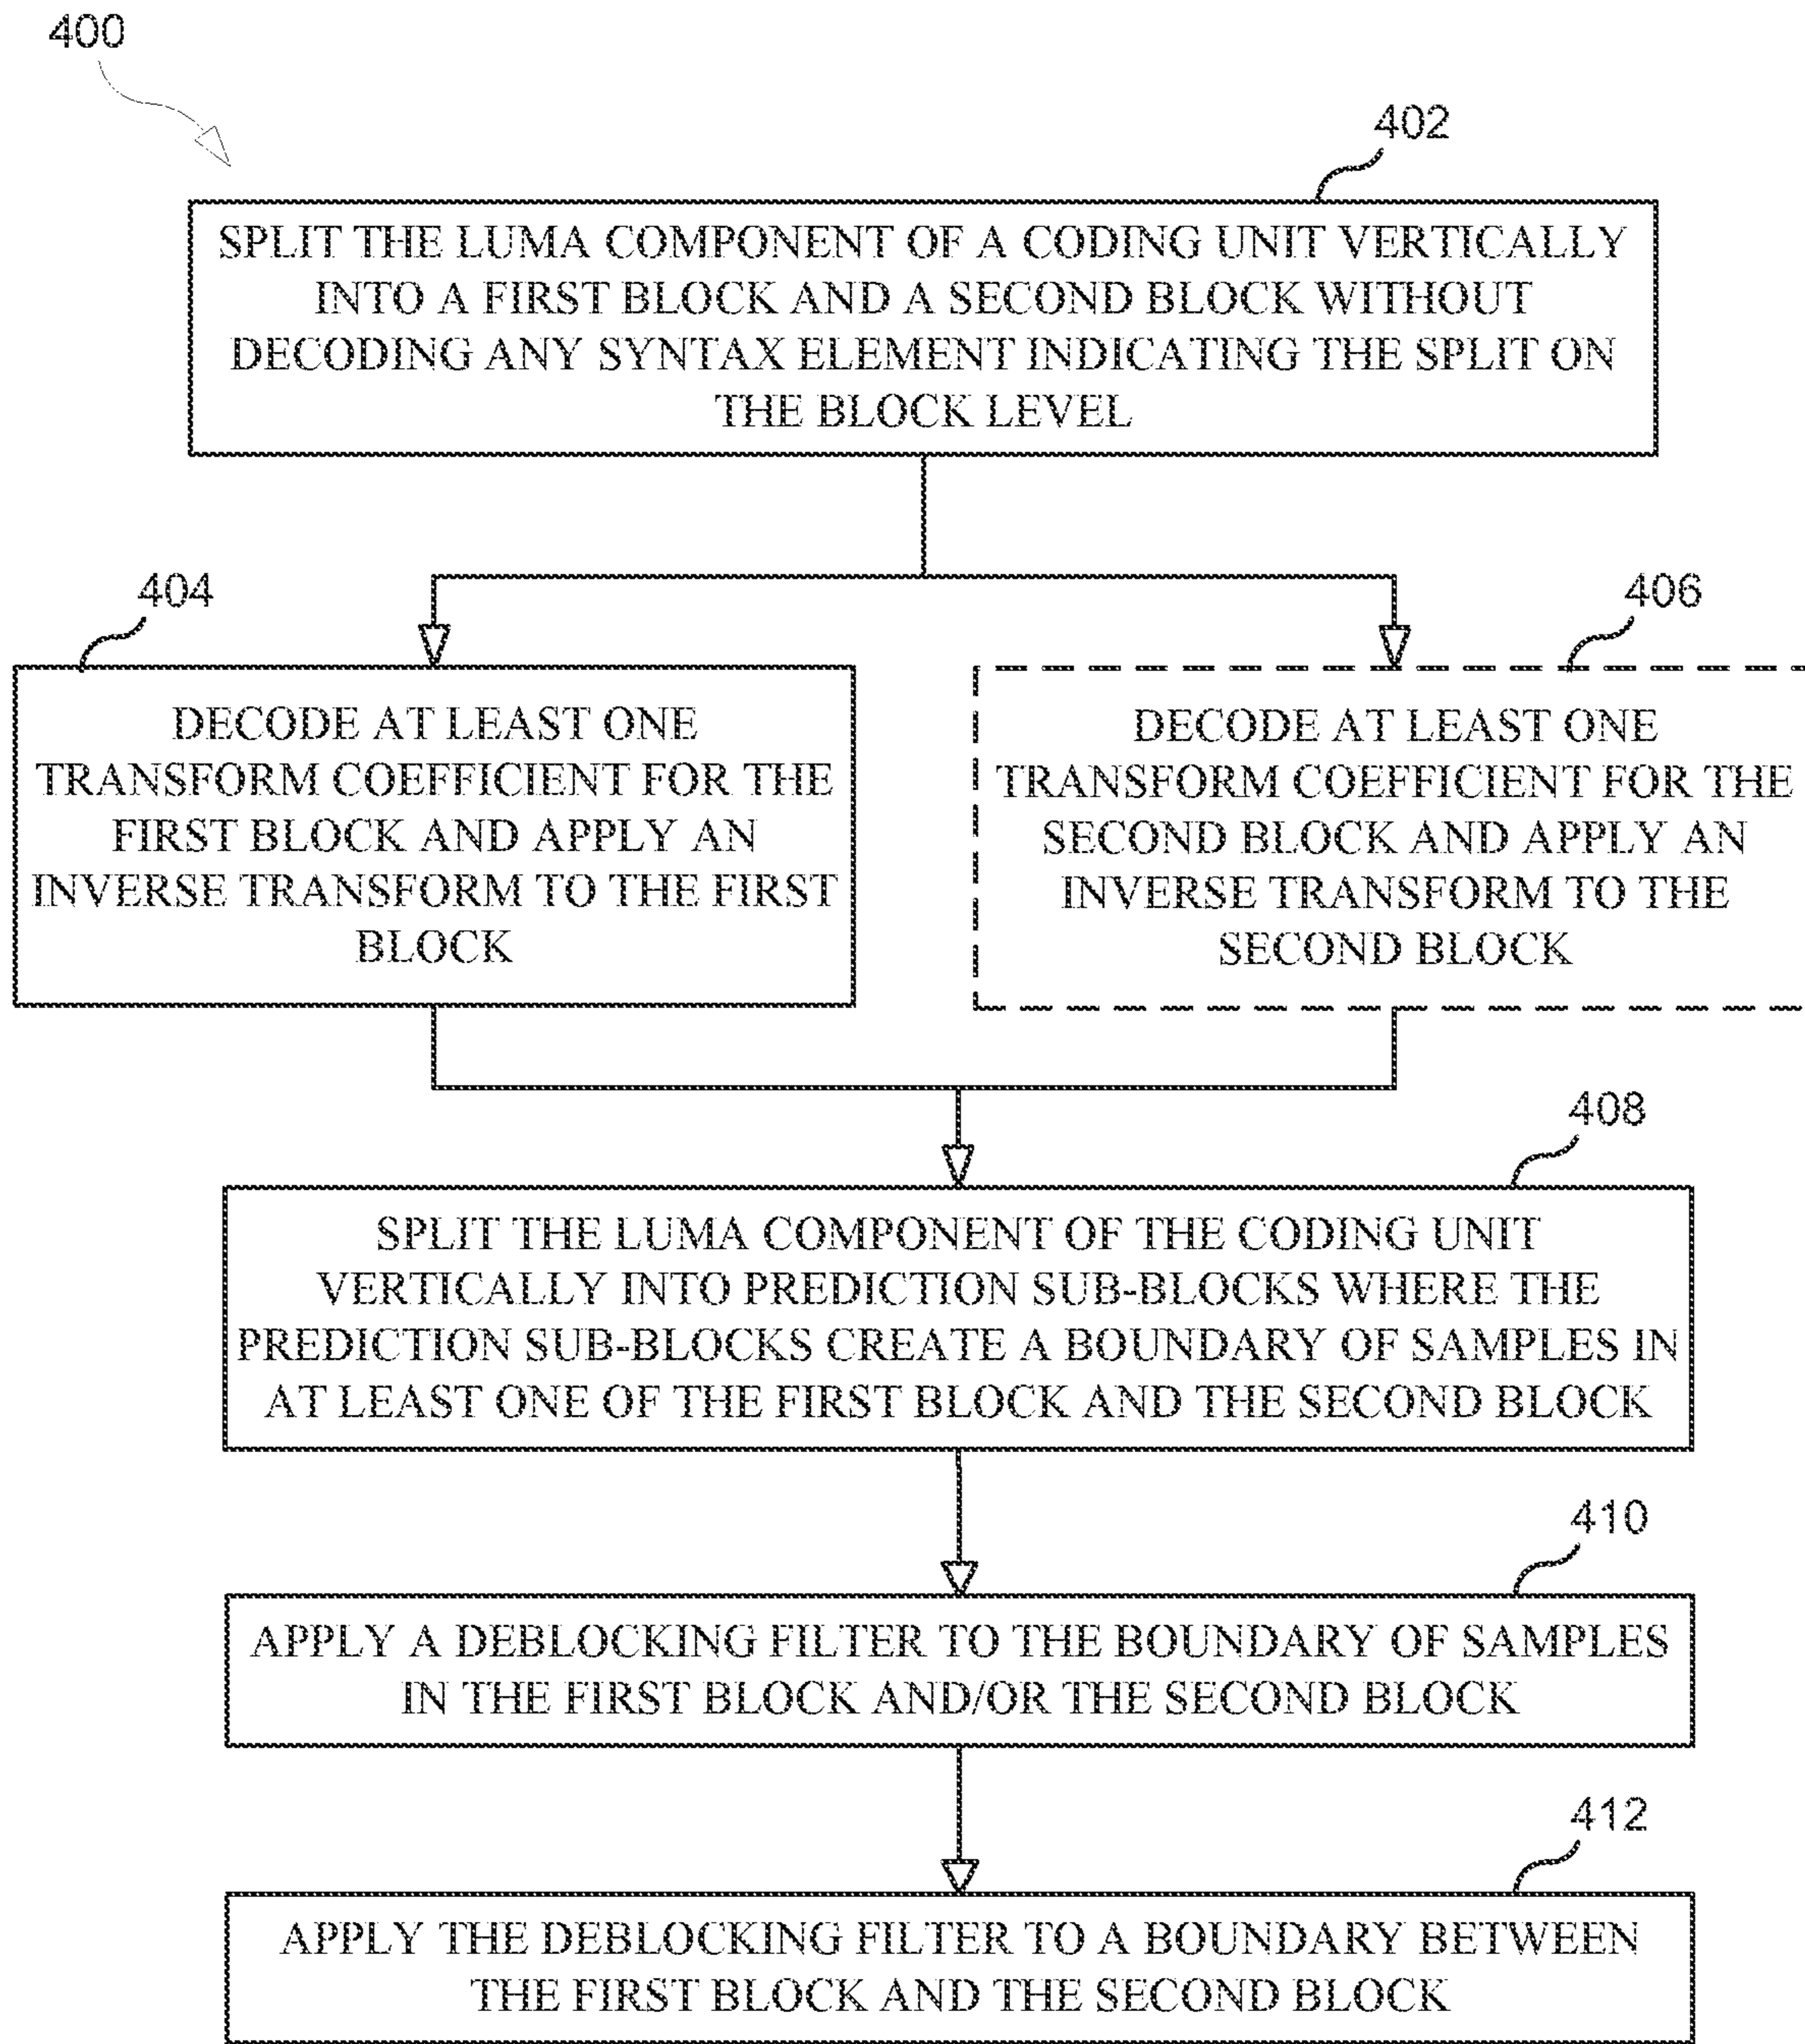 400
402
SPLIT THE LUMA COMPONENT OF A CODING UNIT VERTICALLY
INTO A FIRST BLOCK AND A SECOND BLOCK WITHOUT
DECODING ANY SYNTAX ELEMENT INDICATING THE SPLIT ON
THE BLOCK LEVEL
404
DECODE AT LEAST ONE
TRANSFORM COEFFICIENT FOR THE
FIRST BLOCK AND APPLY AN
INVERSE TRANSFORM TO THE FIRST
BLOCK
406
DECODE AT LEAST ONE
TRANSFORM COEFFICIENT FOR THE
SECOND BLOCK AND APPLY AN
INVERSE TRANSFORM TO THE
SECOND BLOCK
408
SPLIT THE LUMA COMPONENT OF THE CODING UNIT
VERTICALLY INTO PREDICTION SUB-BLOCKS WHERE THE
PREDICTION SUB-BLOCKS CREATE A BOUNDARY OF SAMPLES IN
AT LEAST ONE OF THE FIRST BLOCK AND THE SECOND BLOCK
410
APPLY A DEBLOCKING FILTER TO THE BOUNDARY OF SAMPLES
IN THE FIRST BLOCK AND/OR THE SECOND BLOCK
412
APPLY THE DEBLOCKING FILTER TO A BOUNDARY BETWEEN
THE FIRST BLOCK AND THE SECOND BLOCK